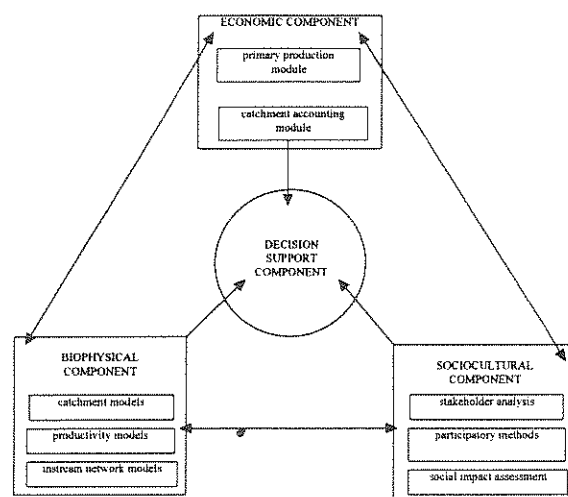 ECONOMIC COMPONENT
primary production
module
catchment accounting
module
DECISION
SUPPORT
COMPONENT
BIOPHYSICAL
COMPONENT
catchment models
productivity models
instream network models
SOCIOCULTURAL
COMPONENT
stakeholder analysis
participatory methods
social impact assessment